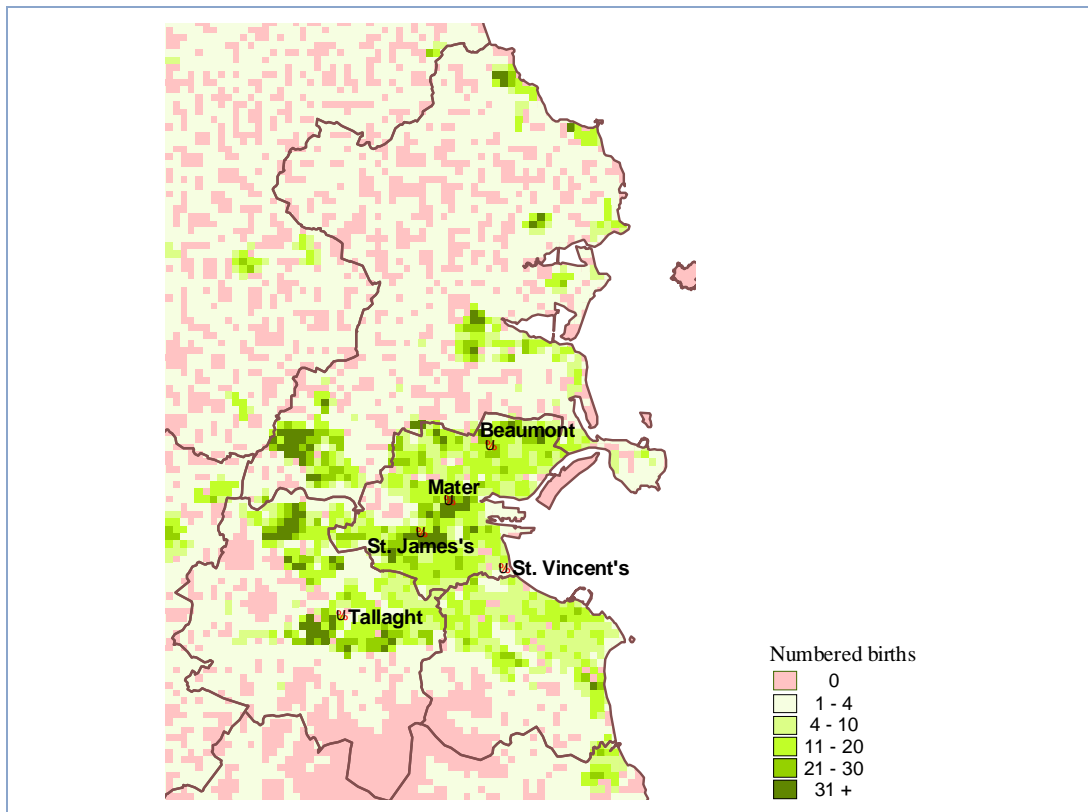 Beaumont
Mater
St. James's
St. Vincent's
Tallaght
Numbered births
0
1 - 4
4 - 10
11 - 20
21 - 30
31 +